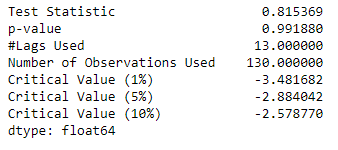 Test Statistic 0.815369
p-value 0.991880
#Lags Used 13.000000
Number of Observations Used 130.000000
Critical Value (1%) -3.481682
Critical Value (5%) -2.884042
Critical Value (10%) -2.578770
dtype: float64